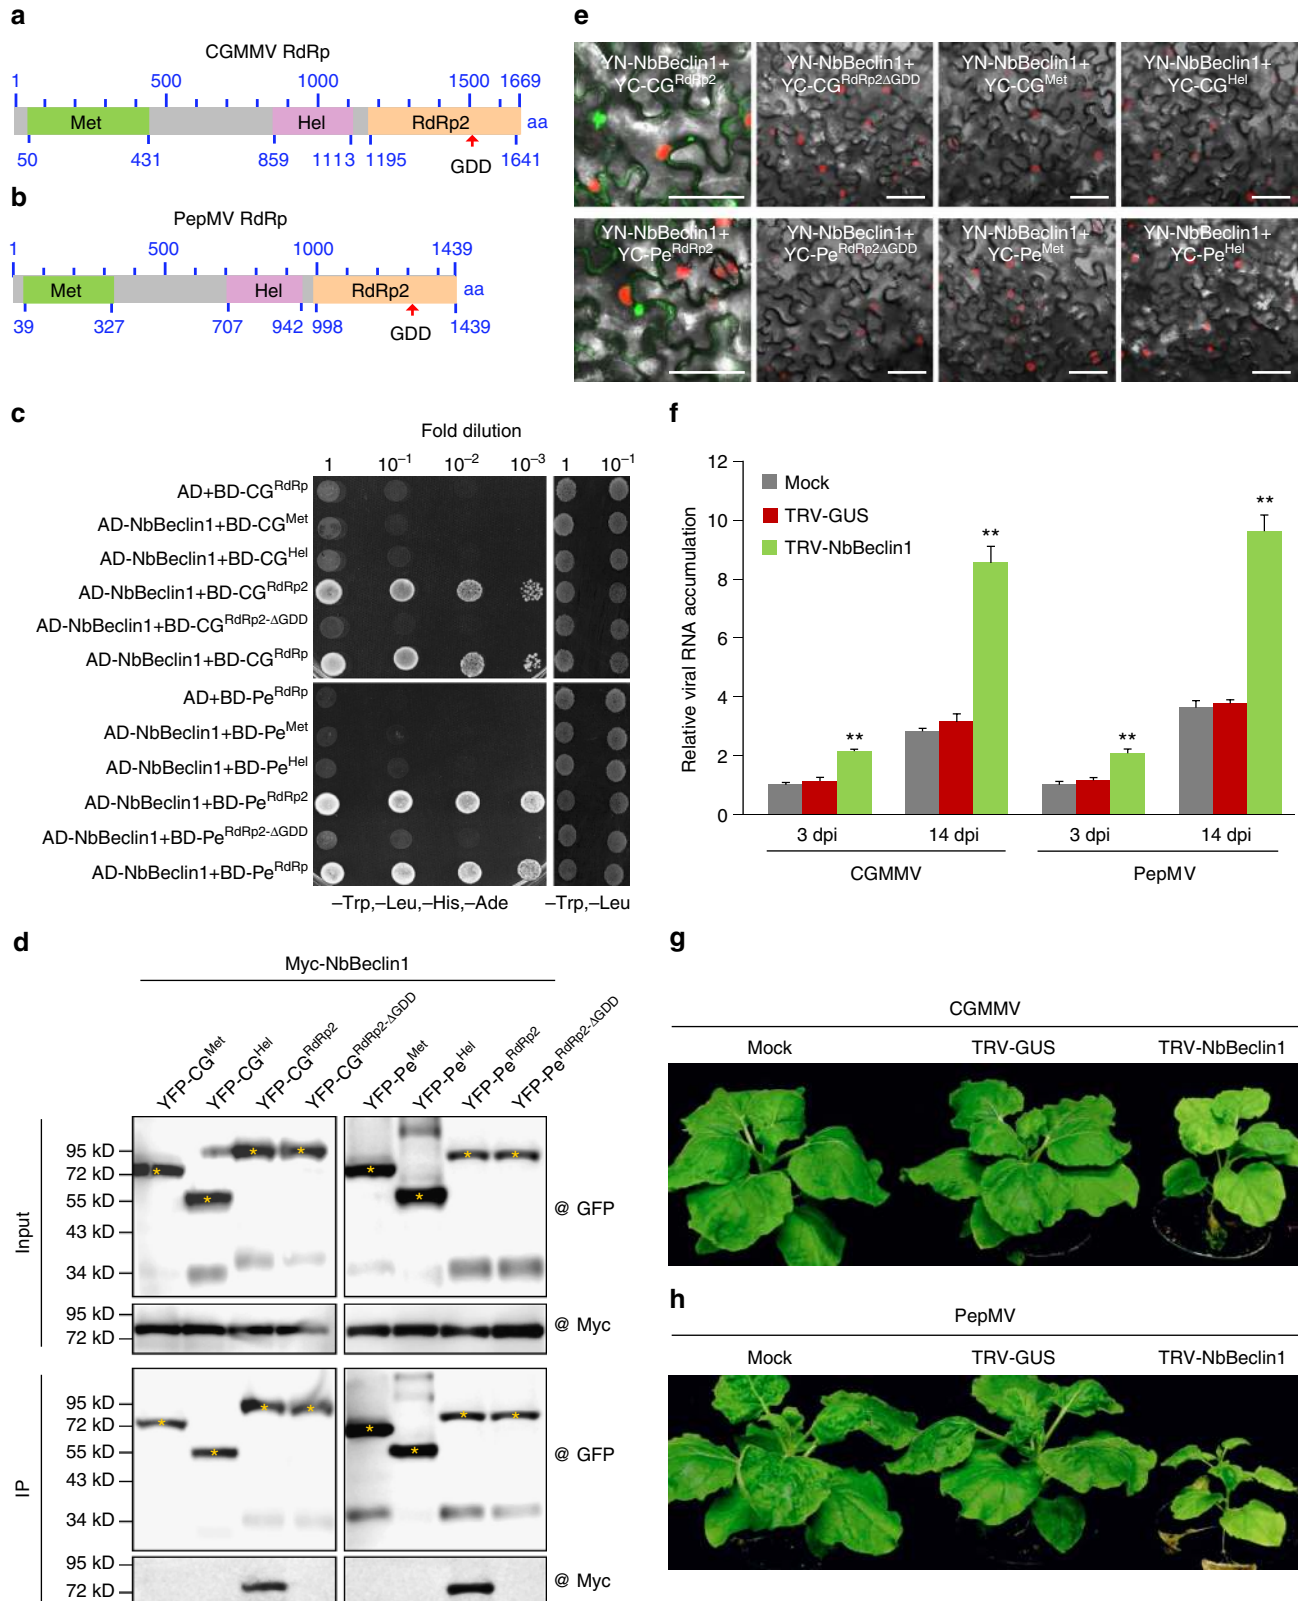 a
CGMMV RdRp
1 500 1000 1500 1669
Met Hel RdRp2 aa
50 431 859 1113 1195 GDD 1641
b
PepMV RdRp
1 500 1000 1439
Met Hel RdRp2 aa
39 327 707 942 998 GDD 1439
c
Fold dilution
1 10–1 10–2 10–3 1 10–1
AD+BD-CGRdRp
AD-NbBeclin1+BD-CGMet
AD-NbBeclin1+BD-CGHel
AD-NbBeclin1+BD-CGRdRp2
AD-NbBeclin1+BD-CGRdRp2-ΔGDD
AD-NbBeclin1+BD-CGRdRp
AD+BD-PeRdRp
AD-NbBeclin1+BD-PeMet
AD-NbBeclin1+BD-PeHel
AD-NbBeclin1+BD-PeRdRp2
AD-NbBeclin1+BD-PeRdRp2-ΔGDD
AD-NbBeclin1+BD-PeRdRp
–Trp,–Leu,–His,–Ade –Trp,–Leu
d
Myc-NbBeclin1
YFP-CGMet
YFP-CGHel
YFP-CGRdRp2
YFP-CGRdRp2-ΔGDD
YFP-PeMet
YFP-PeHel
YFP-PeRdRp2
YFP-PeRdRp2-ΔGDD
Input
95 kD
72 kD
55 kD
43 kD
34 kD
@ GFP
95 kD
72 kD
@ Myc
IP
95 kD
72 kD
55 kD
43 kD
34 kD
@ GFP
95 kD
72 kD
@ Myc
e
YN-NbBeclin1+
YC-CGRdRp2
YN-NbBeclin1+
YC-CGRdRp2ΔGDD
YN-NbBeclin1+
YC-CGMet
YN-NbBeclin1+
YC-CGHel
YN-NbBeclin1+
YC-PeRdRp2
YN-NbBeclin1+
YC-PeRdRp2ΔGDD
YN-NbBeclin1+
YC-PeMet
YN-NbBeclin1+
YC-PeHel
f
Relative viral RNA accumulation
12
10
8
6
4
2
0
Mock
TRV-GUS
TRV-NbBeclin1
** ** ** **
3 dpi 14 dpi 3 dpi 14 dpi
CGMMV PepMV
g
CGMMV
Mock TRV-GUS TRV-NbBeclin1
h
PepMV
Mock TRV-GUS TRV-NbBeclin1